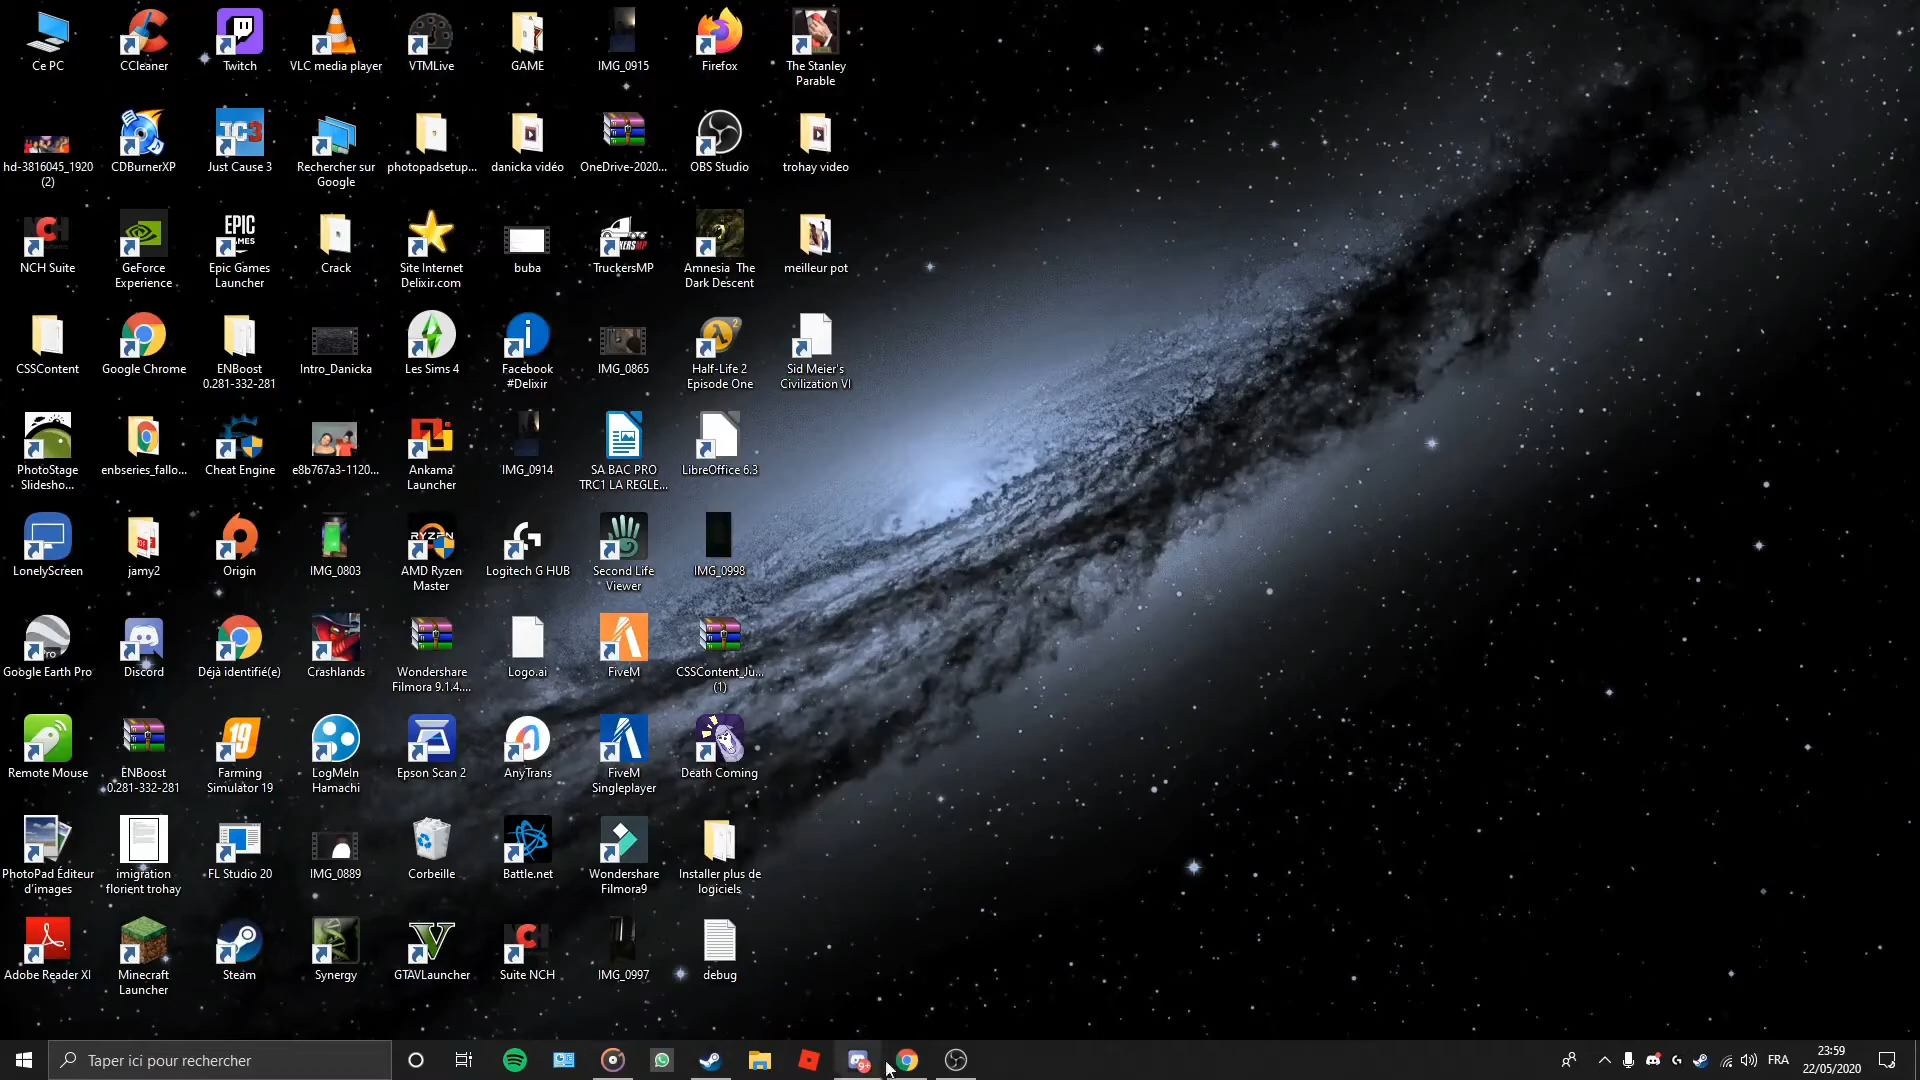 Ce PC
CCleaner
Twitch
VLC media player
VTMLive
GAME
IMG_0915
Firefox
The Stanley
Parable
hd-3816045_1920
(2)
CDBurnerXP
JC3
Just Cause 3
Rechercher sur
Google
photopadsetup...
danicka vidéo
OneDrive-2020...
OBS Studio
trohay video
NCH Suite
GeForce
Experience
EPIC
GAMES
Epic Games
Launcher
Crack
Site Internet
Delixir.com
buba
TruckersMP
Amnesia The
Dark Descent
meilleur pot
CSSContent
Google Chrome
ENBoost
0.281-332-281
Intro_Danicka
Les Sims 4
Facebook
#Delixir
IMG_0865
Half-Life 2
Episode One
Sid Meier's
Civilization VI
PhotoStage
Slidesho...
enbseries_fallo...
Cheat Engine
e8b767a3-1120...
Ankama
Launcher
IMG_0914
SA BAC PRO
TRC1 LA REGLE...
LibreOffice 6.3
LonelyScreen
jamy2
Origin
IMG_0803
RYZEN
AMD Ryzen
Master
Logitech G HUB
Second Life
Viewer
IMG_0998
Google Earth Pro
Discord
Déjà identifié(e)
Crashlands
Wondershare
Filmora 9.1.4....
Logo.ai
FiveM
CSSContent_Ju...
(1)
Remote Mouse
ENBoost
0.281-332-281
19
Farming
Simulator 19
LogMeIn
Hamachi
Epson Scan 2
AnyTrans
FiveM
Singleplayer
Death Coming
PhotoPad Éditeur
d'images
imigration
florient trohay
FL Studio 20
IMG_0889
Corbeille
Battle.net
Wondershare
Filmora9
Installer plus de
logiciels
Adobe Reader XI
Minecraft
Launcher
Steam
Synergy
GTAVLauncher
Suite NCH
IMG_0997
debug
Taper ici pour rechercher
9+
FRA
23:59
22/05/2020